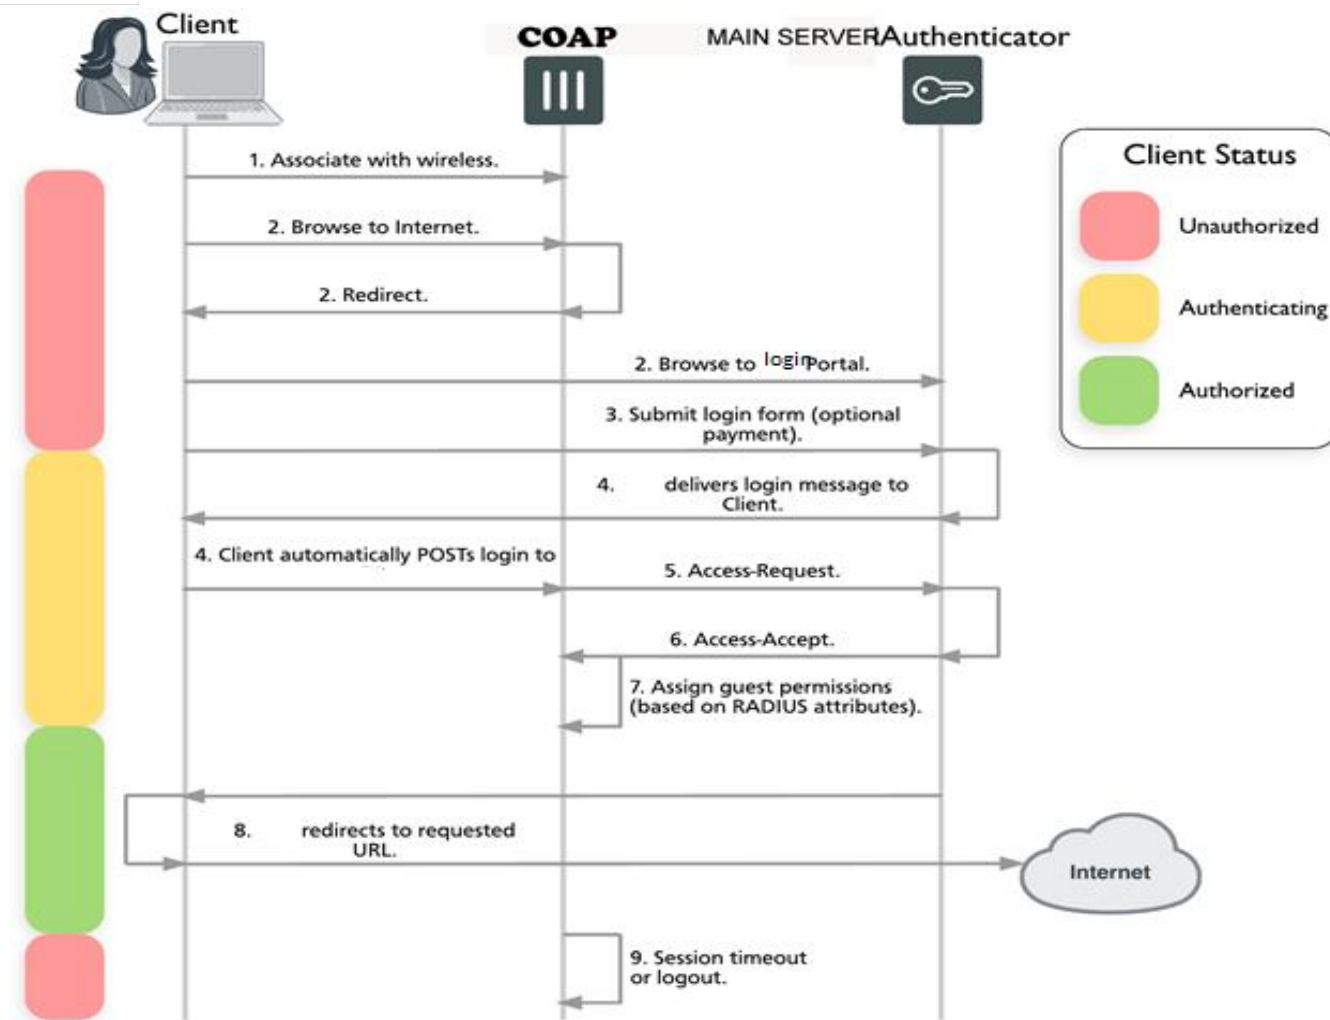 Client
COAP
MAIN SERVER\Authenticator
1. Associate with wireless.
2. Browse to Internet.
2. Redirect.
2. Browse to login Portal.
3. Submit login form (optional
payment).
4. delivers login message to
Client.
4. Client automatically POSTs login to
5. Access-Request.
6. Access-Accept.
7. Assign guest permissions
(based on RADIUS attributes).
8. redirects to requested
URL.
Internet
9. Session timeout
or logout.
Client Status
Unauthorized
Authenticating
Authorized